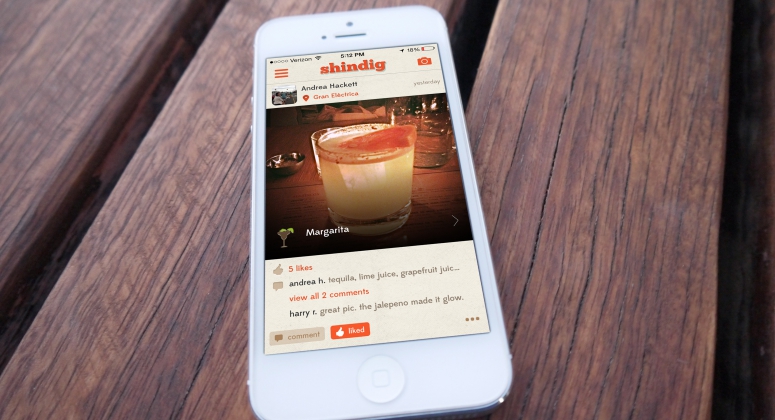 Verizon 5:12 PM 18%
shindig
Andrea Hackett yesterday
Gran Eléctrica
Margarita
5 likes
andrea h. tequila, lime juice, grapefruit juic...
view all 2 comments
harry r. great pic. the jalepeno made it glow.
comment liked